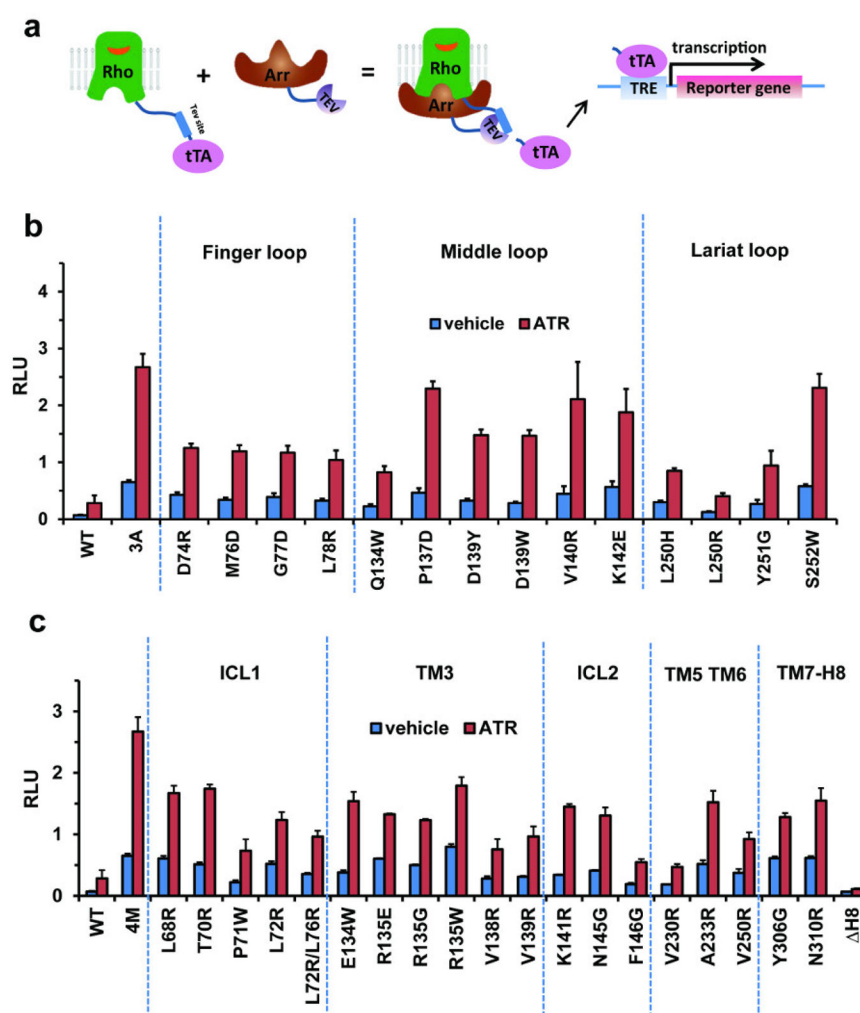 a
Rho
+
Arr
TEV
=
Rho
Arr
TEV
Tev site
tTA
tTA
tTA
transcription
TRE
Reporter gene
b
Finger loop
Middle loop
Lariat loop
vehicle
ATR
RLU
4
3
2
1
0
WT
3A
D74R
M76D
G77D
L78R
Q134W
P137D
D139Y
D139W
V140R
K142E
L250H
L250R
Y251G
S252W
c
ICL1
TM3
ICL2
TM5 TM6
TM7-H8
vehicle
ATR
RLU
3
2
1
0
WT
4M
L68R
T70R
P71W
L72R
L72R/L76R
E134W
R135E
R135G
R135W
V138R
V139R
K141R
N145G
F146G
V230R
A233R
V250R
Y306G
N310R
△H8